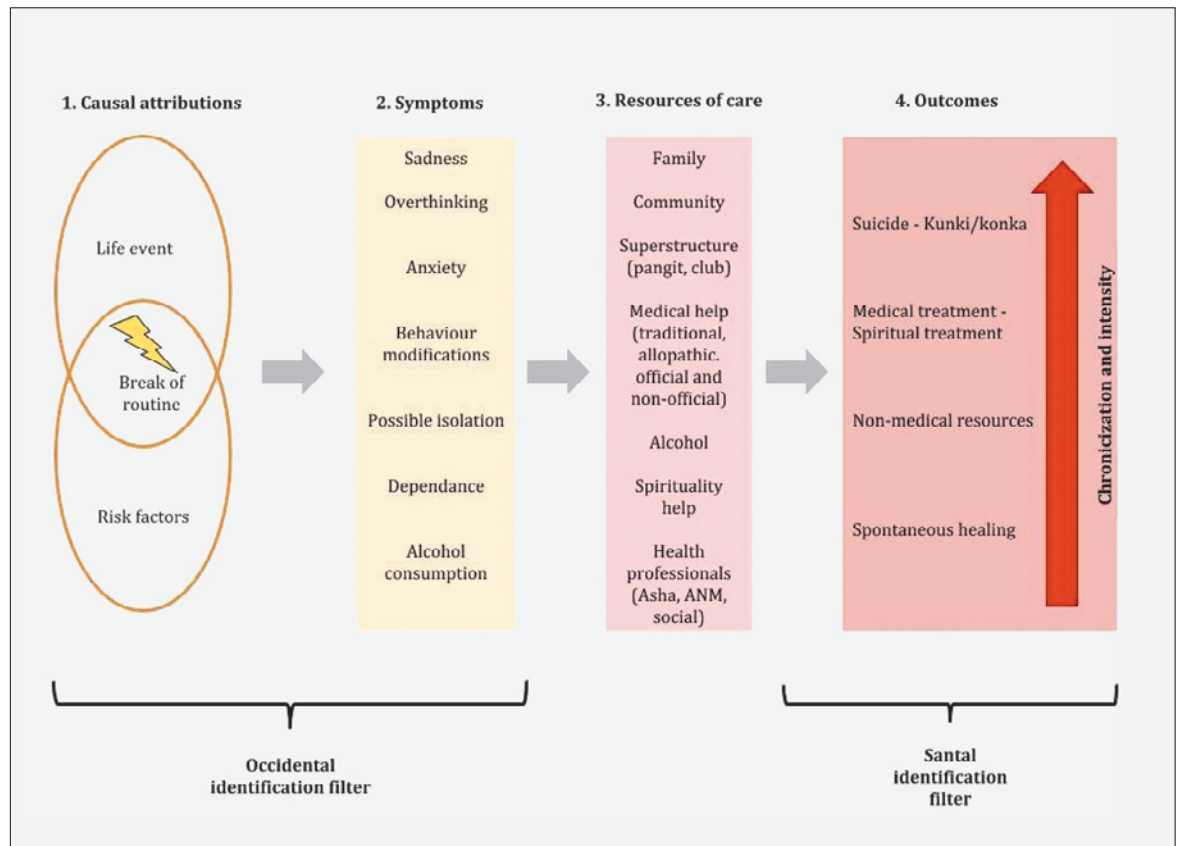 1. Causal attributions
Life event
Break of
routine
Risk factors
2. Symptoms
Sadness
Overthinking
Anxiety
Behaviour
modifications
Possible isolation
Dependance
Alcohol
consumption
3. Resources of care
Family
Community
Superstructure
(pangit, club)
Medical help
(traditional,
allopathic.
official and
non-official)
Alcohol
Spirituality
help
Health
professionals
(Asha, ANM,
social)
4. Outcomes
Suicide - Kunki/konka
Medical treatment -
Spiritual treatment
Non-medical resources
Spontaneous healing
Chronicization and intensity
Occidental
identification filter
Santal
identification
filter